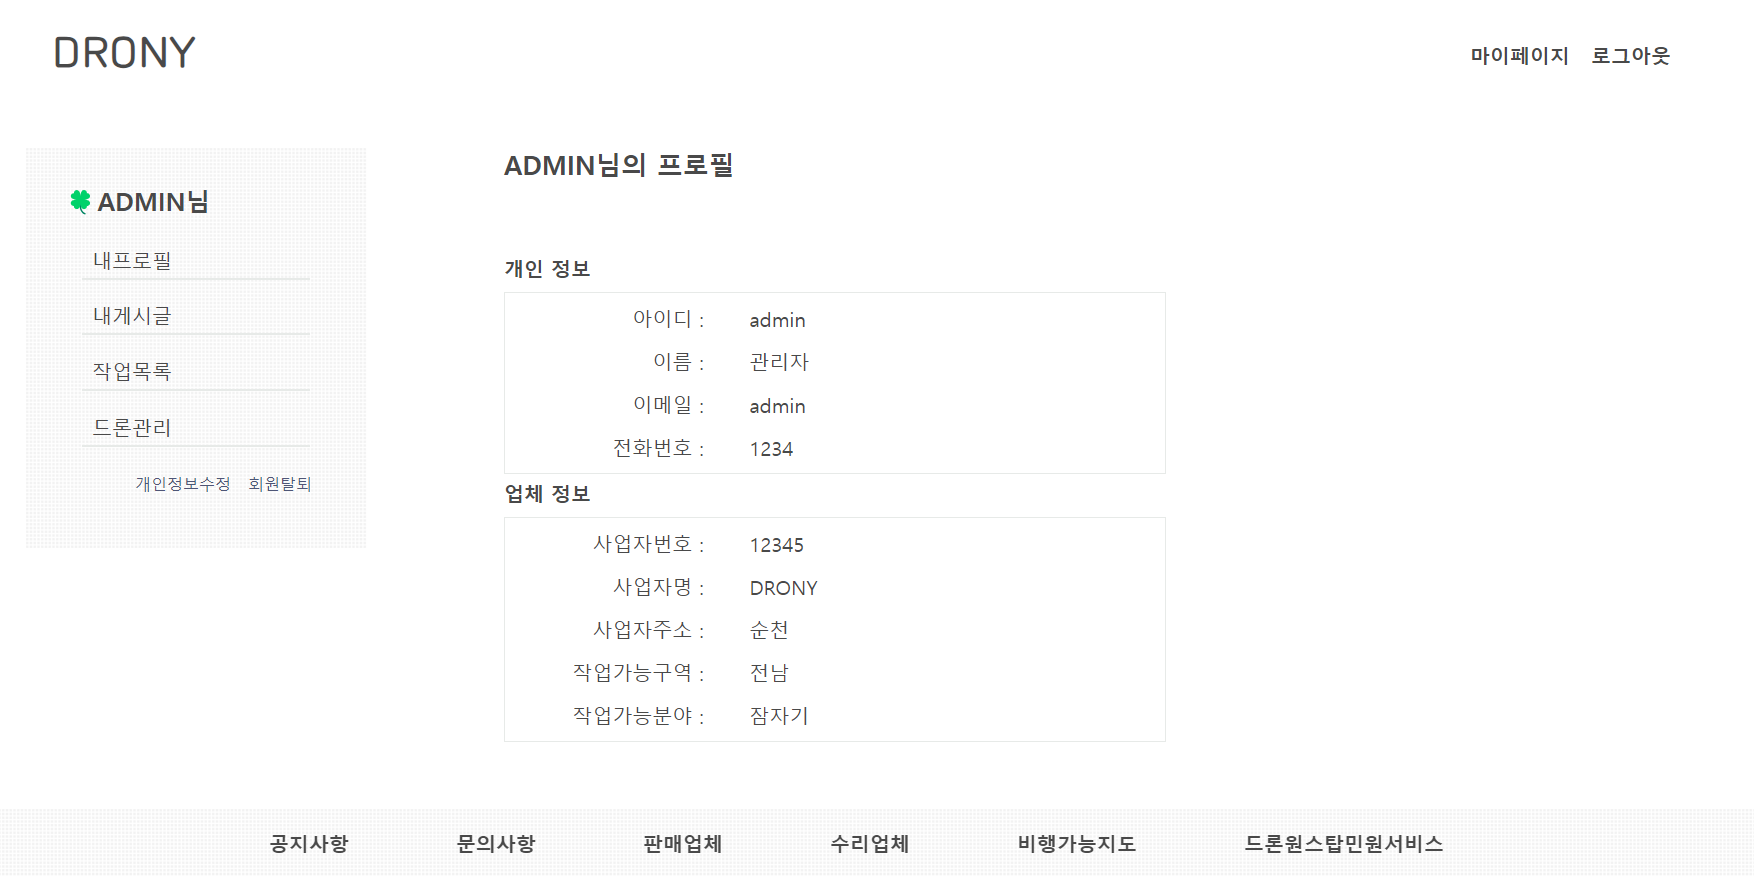 DRONY
마이페이지 로그아웃
ADMIN님
내프로필
내게시글
작업목록
드론관리
개인정보수정 회원탈퇴
ADMIN님의 프로필
개인 정보
아이디 : admin
이름 : 관리자
이메일 : admin
전화번호 : 1234
업체 정보
사업자번호 : 12345
사업자명 : DRONY
사업자주소 : 순천
작업가능구역 : 전남
작업가능분야 : 잠자기
공지사항 문의사항 판매업체 수리업체 비행가능지도 드론원스탑민원서비스